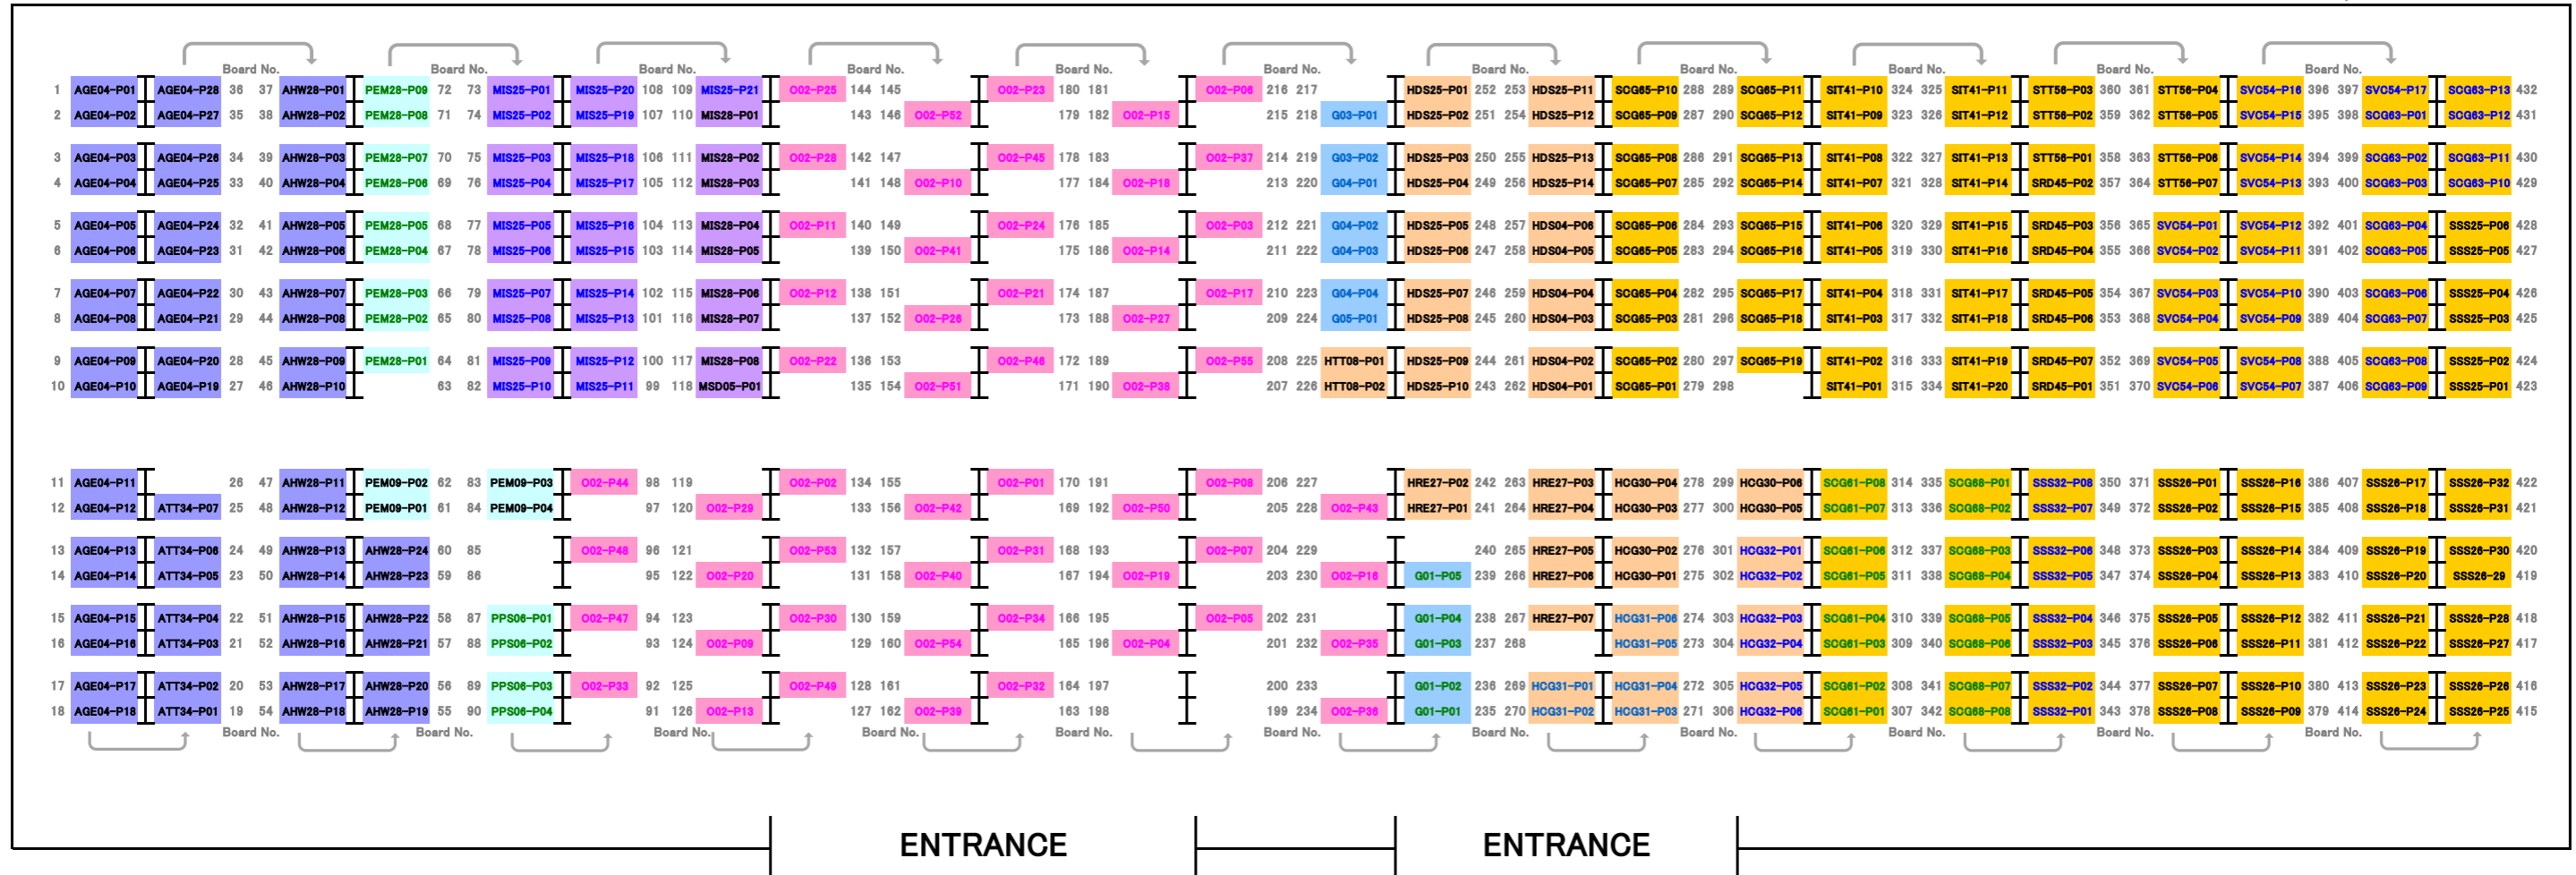 Board No. Board No. Board No. Board No. Board No. Board No. Board No. Board No. Board No. Board No. Board No.
1 AGE04-P01 AGE04-P28 36 37 AHW28-P01 PEM28-P09 72 73 MIS25-P01 MIS25-P20 108 109 MIS25-P21 O02-P25 144 145 O02-P23 180 181 O02-P06 216 217 HDS25-P01 252 253 HDS25-P11 SCG65-P10 288 289 SCG65-P11 SIT41-P10 324 325 SIT41-P11 STT56-P03 360 361 STT56-P04 SVC54-P16 396 397 SVC54-P17 SCG63-P13 432
2 AGE04-P02 AGE04-P27 35 38 AHW28-P02 PEM28-P08 71 74 MIS25-P02 MIS25-P19 107 110 MIS28-P01 143 146 O02-P52 179 182 O02-P15 215 218 G03-P01 HDS25-P02 251 254 HDS25-P12 SCG65-P09 287 290 SCG65-P12 SIT41-P09 323 326 SIT41-P12 STT56-P02 359 362 STT56-P05 SVC54-P15 395 398 SCG63-P01 SCG63-P12 431
3 AGE04-P03 AGE04-P26 34 39 AHW28-P03 PEM28-P07 70 75 MIS25-P03 MIS25-P18 106 111 MIS28-P02 O02-P28 142 147 O02-P45 178 183 O02-P37 214 219 G03-P02 HDS25-P03 250 255 HDS25-P13 SCG65-P08 286 291 SCG65-P13 SIT41-P08 322 327 SIT41-P13 STT56-P01 358 363 STT56-P06 SVC54-P14 394 399 SCG63-P02 SCG63-P11 430
4 AGE04-P04 AGE04-P25 33 40 AHW28-P04 PEM28-P06 69 76 MIS25-P04 MIS25-P17 105 112 MIS28-P03 141 148 O02-P10 177 184 O02-P18 213 220 G04-P01 HDS25-P04 249 256 HDS25-P14 SCG65-P07 285 292 SCG65-P14 SIT41-P07 321 328 SIT41-P14 SRD45-P02 357 364 STT56-P07 SVC54-P13 393 400 SCG63-P03 SCG63-P10 429
5 AGE04-P05 AGE04-P24 32 41 AHW28-P05 PEM28-P05 68 77 MIS25-P05 MIS25-P16 104 113 MIS28-P04 O02-P11 140 149 O02-P24 176 185 O02-P03 212 221 G04-P02 HDS25-P05 248 257 HDS04-P06 SCG65-P06 284 293 SCG65-P15 SIT41-P06 320 329 SIT41-P15 SRD45-P03 356 365 SVC54-P01 SVC54-P12 392 401 SCG63-P04 SSS25-P06 428
6 AGE04-P06 AGE04-P23 31 42 AHW28-P06 PEM28-P04 67 78 MIS25-P06 MIS25-P15 103 114 MIS28-P05 139 150 O02-P41 175 186 O02-P14 211 222 G04-P03 HDS25-P06 247 258 HDS04-P05 SCG65-P05 283 294 SCG65-P16 SIT41-P05 319 330 SIT41-P16 SRD45-P04 355 366 SVC54-P02 SVC54-P11 391 402 SCG63-P05 SSS25-P05 427
7 AGE04-P07 AGE04-P22 30 43 AHW28-P07 PEM28-P03 66 79 MIS25-P07 MIS25-P14 102 115 MIS28-P06 O02-P12 138 151 O02-P21 174 187 O02-P17 210 223 G04-P04 HDS25-P07 246 259 HDS04-P04 SCG65-P04 282 295 SCG65-P17 SIT41-P04 318 331 SIT41-P17 SRD45-P05 354 367 SVC54-P03 SVC54-P10 390 403 SCG63-P06 SSS25-P04 426
8 AGE04-P08 AGE04-P21 29 44 AHW28-P08 PEM28-P02 65 80 MIS25-P08 MIS25-P13 101 116 MIS28-P07 137 152 O02-P26 173 188 O02-P27 209 224 G05-P01 HDS25-P08 245 260 HDS04-P03 SCG65-P03 281 296 SCG65-P18 SIT41-P03 317 332 SIT41-P18 SRD45-P06 353 368 SVC54-P04 SVC54-P09 389 404 SCG63-P07 SSS25-P03 425
9 AGE04-P09 AGE04-P20 28 45 AHW28-P09 PEM28-P01 64 81 MIS25-P09 MIS25-P12 100 117 MIS28-P08 O02-P22 136 153 O02-P46 172 189 O02-P55 208 225 HTT08-P01 HDS25-P09 244 261 HDS04-P02 SCG65-P02 280 297 SCG65-P19 SIT41-P02 316 333 SIT41-P19 SRD45-P07 352 369 SVC54-P05 SVC54-P08 388 405 SCG63-P08 SSS25-P02 424
10 AGE04-P10 AGE04-P19 27 46 AHW28-P10 63 82 MIS25-P10 MIS25-P11 99 118 MSD05-P01 135 154 O02-P51 171 190 O02-P38 207 226 HTT08-P02 HDS25-P10 243 262 HDS04-P01 SCG65-P01 279 298 SIT41-P01 315 334 SIT41-P20 SRD45-P01 351 370 SVC54-P06 SVC54-P07 387 406 SCG63-P09 SSS25-P01 423
11 AGE04-P11 26 47 AHW28-P11 PEM09-P02 62 83 PEM09-P03 O02-P44 98 119 O02-P02 134 155 O02-P01 170 191 O02-P08 206 227 HRE27-P02 242 263 HRE27-P03 HCG30-P04 278 299 HCG30-P06 SCG61-P08 314 335 SCG68-P01 SSS32-P08 350 371 SSS26-P01 SSS26-P16 386 407 SSS26-P17 SSS26-P32 422
12 AGE04-P12 ATT34-P07 25 48 AHW28-P12 PEM09-P01 61 84 PEM09-P04 97 120 O02-P29 133 156 O02-P42 169 192 O02-P50 205 228 O02-P43 HRE27-P01 241 264 HRE27-P04 HCG30-P03 277 300 HCG30-P05 SCG61-P07 313 336 SCG68-P02 SSS32-P07 349 372 SSS26-P02 SSS26-P15 385 408 SSS26-P18 SSS26-P31 421
13 AGE04-P13 ATT34-P06 24 49 AHW28-P13 AHW28-P24 60 85 O02-P48 96 121 O02-P53 132 157 O02-P31 168 193 O02-P07 204 229 240 265 HRE27-P05 HCG30-P02 276 301 HCG32-P01 SCG61-P06 312 337 SCG68-P03 SSS32-P06 348 373 SSS26-P03 SSS26-P14 384 409 SSS26-P19 SSS26-P30 420
14 AGE04-P14 ATT34-P05 23 50 AHW28-P14 AHW28-P23 59 86 95 122 O02-P20 131 158 O02-P40 167 194 O02-P19 203 230 O02-P16 G01-P05 239 266 HRE27-P06 HCG30-P01 275 302 HCG32-P02 SCG61-P05 311 338 SCG68-P04 SSS32-P05 347 374 SSS26-P04 SSS26-P13 383 410 SSS26-P20 SSS26-29 419
15 AGE04-P15 ATT34-P04 22 51 AHW28-P15 AHW28-P22 58 87 PPS06-P01 O02-P47 94 123 O02-P30 130 159 O02-P34 166 195 O02-P05 202 231 G01-P04 238 267 HRE27-P07 HCG31-P06 274 303 HCG32-P03 SCG61-P04 310 339 SCG68-P05 SSS32-P04 346 375 SSS26-P05 SSS26-P12 382 411 SSS26-P21 SSS26-P28 418
16 AGE04-P16 ATT34-P03 21 52 AHW28-P16 AHW28-P21 57 88 PPS06-P02 93 124 O02-P09 129 160 O02-P54 165 196 O02-P04 201 232 O02-P35 G01-P03 237 268 HCG31-P05 273 304 HCG32-P04 SCG61-P03 309 340 SCG68-P06 SSS32-P03 345 376 SSS26-P06 SSS26-P11 381 412 SSS26-P22 SSS26-P27 417
17 AGE04-P17 ATT34-P02 20 53 AHW28-P17 AHW28-P20 56 89 PPS06-P03 O02-P33 92 125 O02-P49 128 161 O02-P32 164 197 200 233 G01-P02 236 269 HCG31-P01 HCG31-P04 272 305 HCG32-P05 SCG61-P02 308 341 SCG68-P07 SSS32-P02 344 377 SSS26-P07 SSS26-P10 380 413 SSS26-P23 SSS26-P26 416
18 AGE04-P18 ATT34-P01 19 54 AHW28-P18 AHW28-P19 55 90 PPS06-P04 91 126 O02-P13 127 162 O02-P39 163 198 199 234 O02-P36 G01-P01 235 270 HCG31-P02 HCG31-P03 271 306 HCG32-P06 SCG61-P01 307 342 SCG68-P08 SSS32-P01 343 378 SSS26-P08 SSS26-P09 379 414 SSS26-P24 SSS26-P25 415
Board No. Board No. Board No. Board No. Board No. Board No. Board No. Board No. Board No. Board No. Board No.
ENTRANCE ENTRANCE